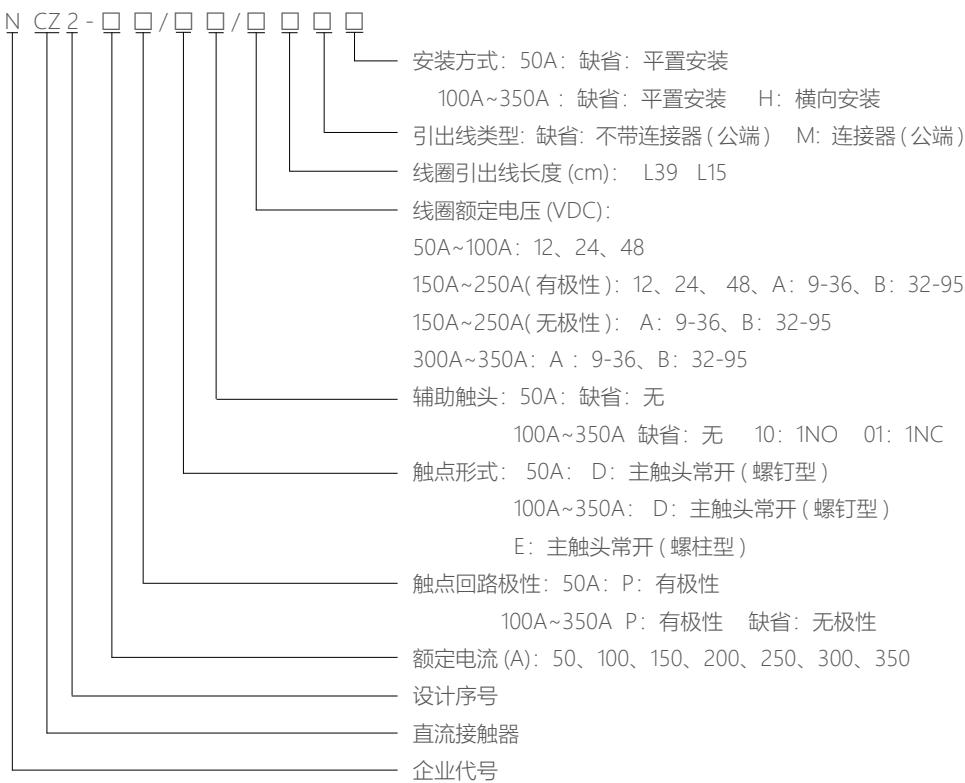 N CZ 2 - □ □ / □ □ / □ □ □ □
安装方式：50A：缺省：平置安装
100A~350A ：缺省：平置安装 H：横向安装
引出线类型: 缺省: 不带连接器 ( 公端 ) M: 连接器 ( 公端 )
线圈引出线长度 (cm)： L39 L15
线圈额定电压 (VDC)：
50A~100A：12、24、48
150A~250A( 有极性 )：12、24、 48、A：9-36、B：32-95
150A~250A( 无极性 )： A：9-36、B：32-95
300A~350A：A ：9-36、B：32-95
辅助触头：50A：缺省：无
100A~350A 缺省：无 10：1NO 01：1NC
触点形式： 50A： D：主触头常开 ( 螺钉型 )
100A~350A： D：主触头常开 ( 螺钉型 )
E：主触头常开 ( 螺柱型 )
触点回路极性：50A：P：有极性
100A~350A P：有极性 缺省：无极性
额定电流 (A)：50、100、150、200、250、300、350
设计序号
直流接触器
企业代号